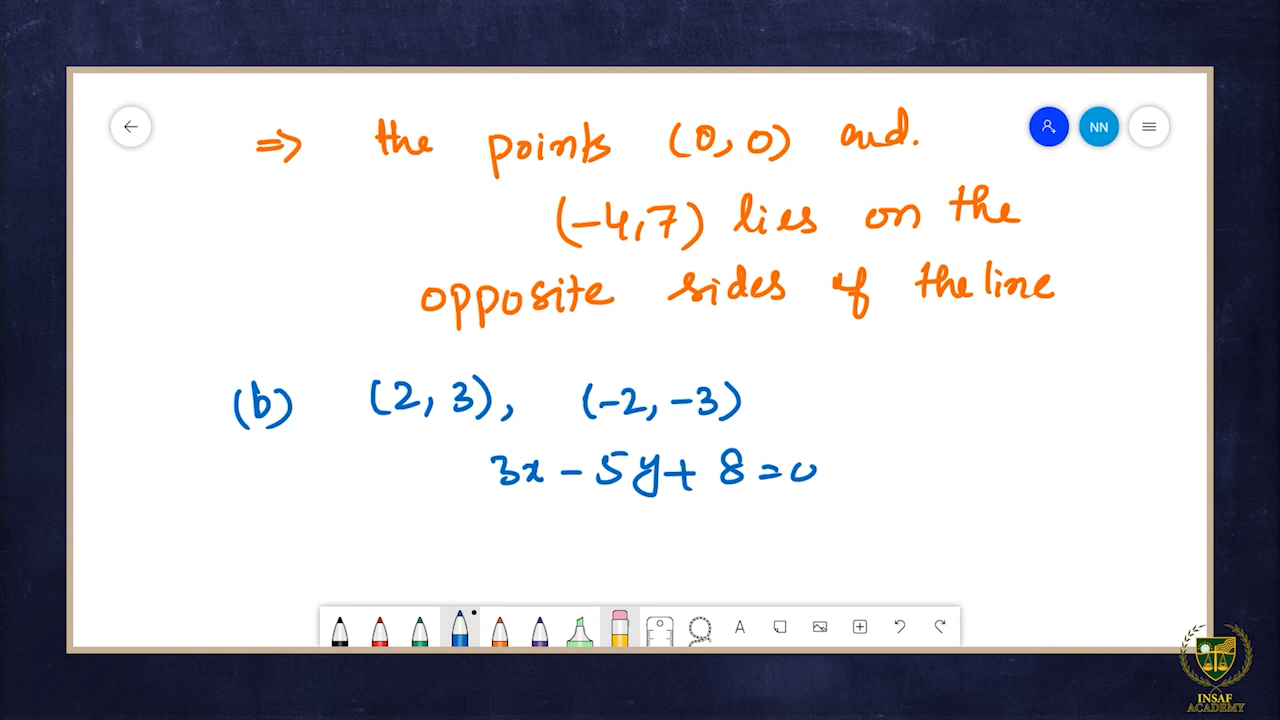 => the points (0,0) and.
NN
(-4,7) lies on the
opposite sides of the line
(b) (2, 3), (-2, -3)
3x - 5y + 8 = 0
A
INSAF
ACADEMY